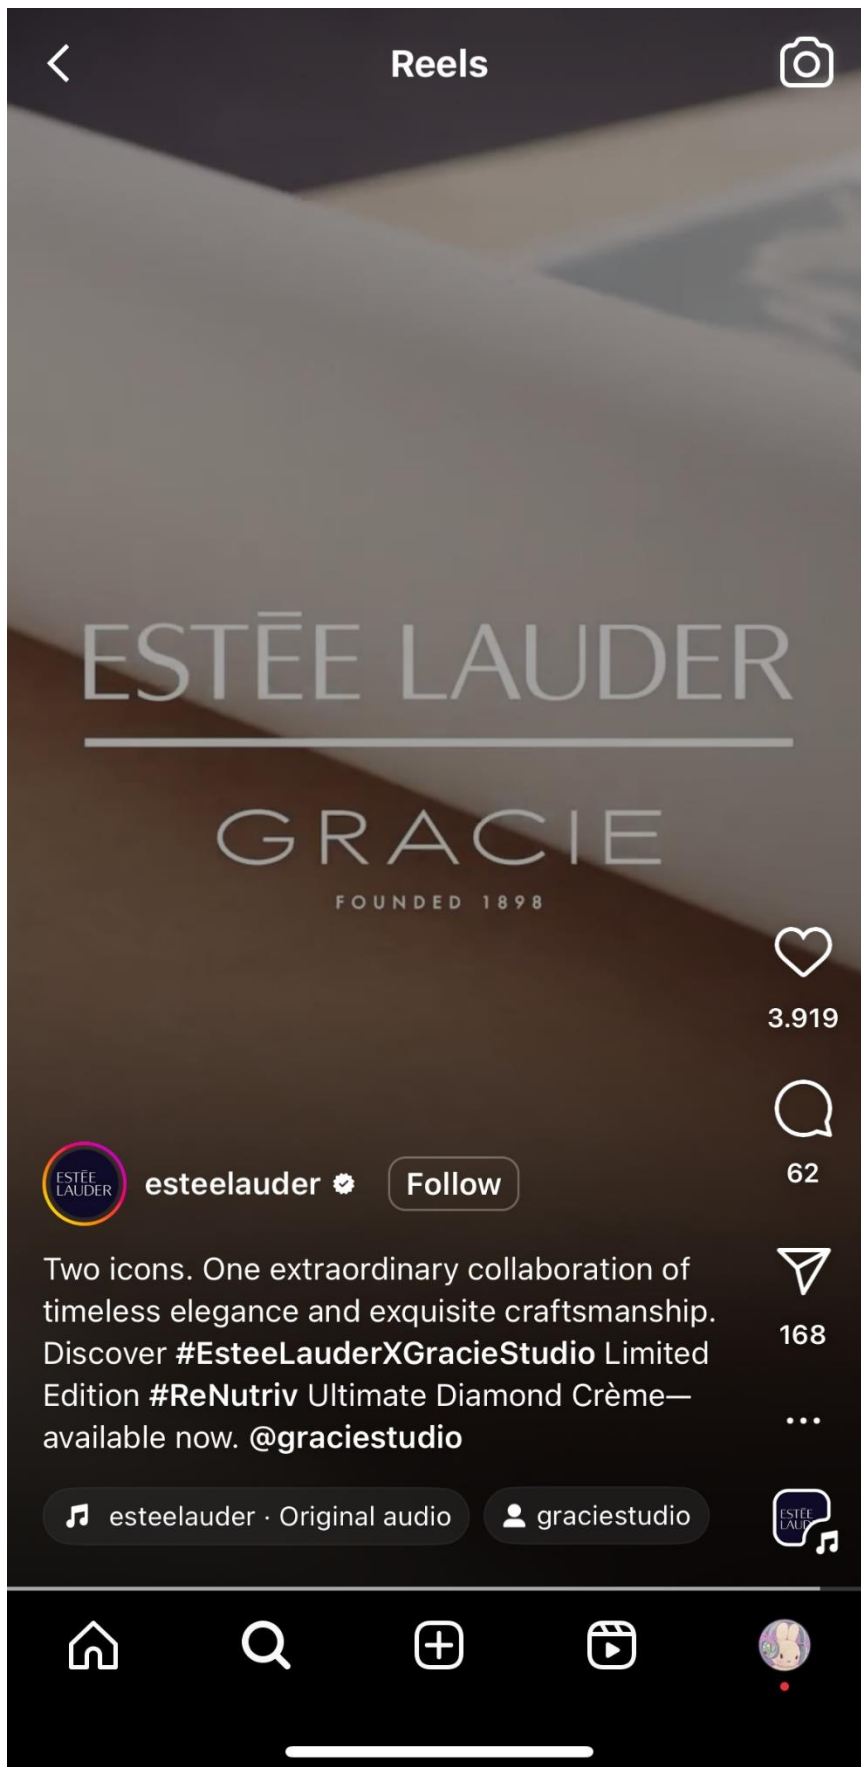 Reels
ESTĒE LAUDER
GRACIE
FOUNDED 1898
3.919
62
168
ESTĒE
LAUDER
esteelauder
Follow
Two icons. One extraordinary collaboration of
timeless elegance and exquisite craftsmanship.
Discover #EsteeLauderXGracieStudio Limited
Edition #ReNutriv Ultimate Diamond Crème—
available now. @graciestudio
esteelauder · Original audio
graciestudio
ESTĒE
LAUD